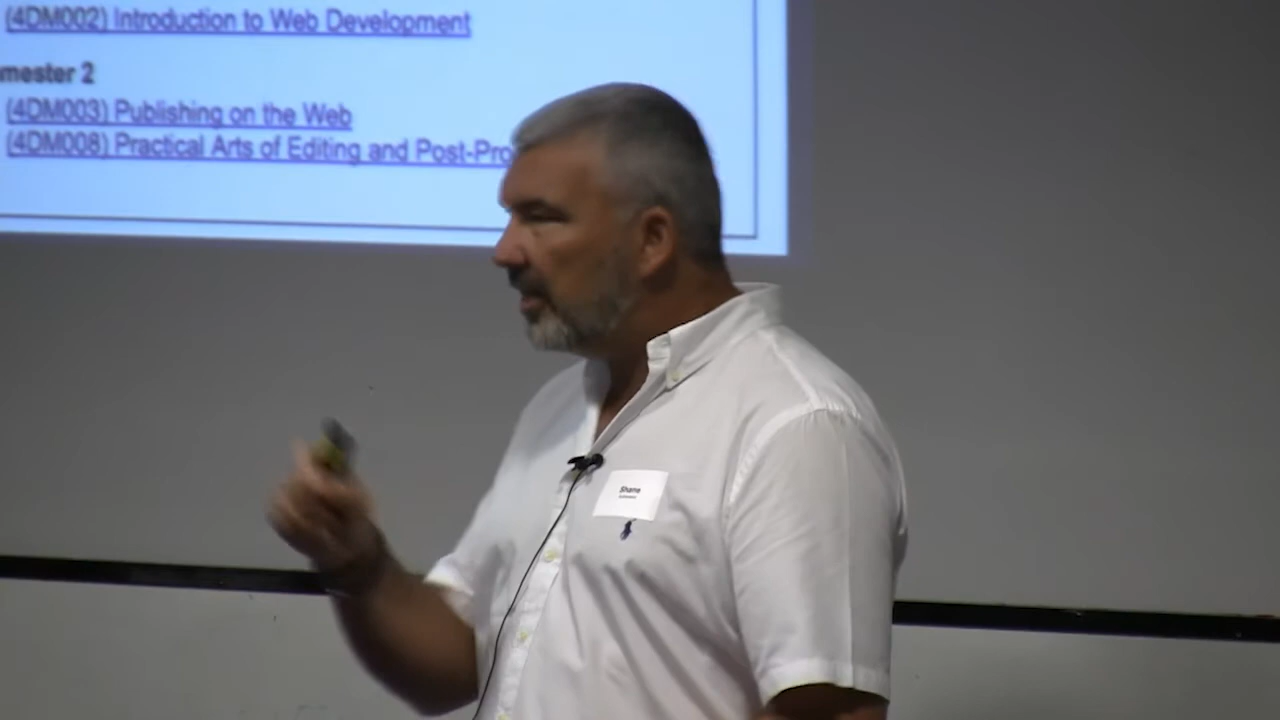 (4DM002) Introduction to Web Development
mester 2
(4DM003) Publishing on the Web
(4DM008) Practical Arts of Editing and Post-Pro
Shane